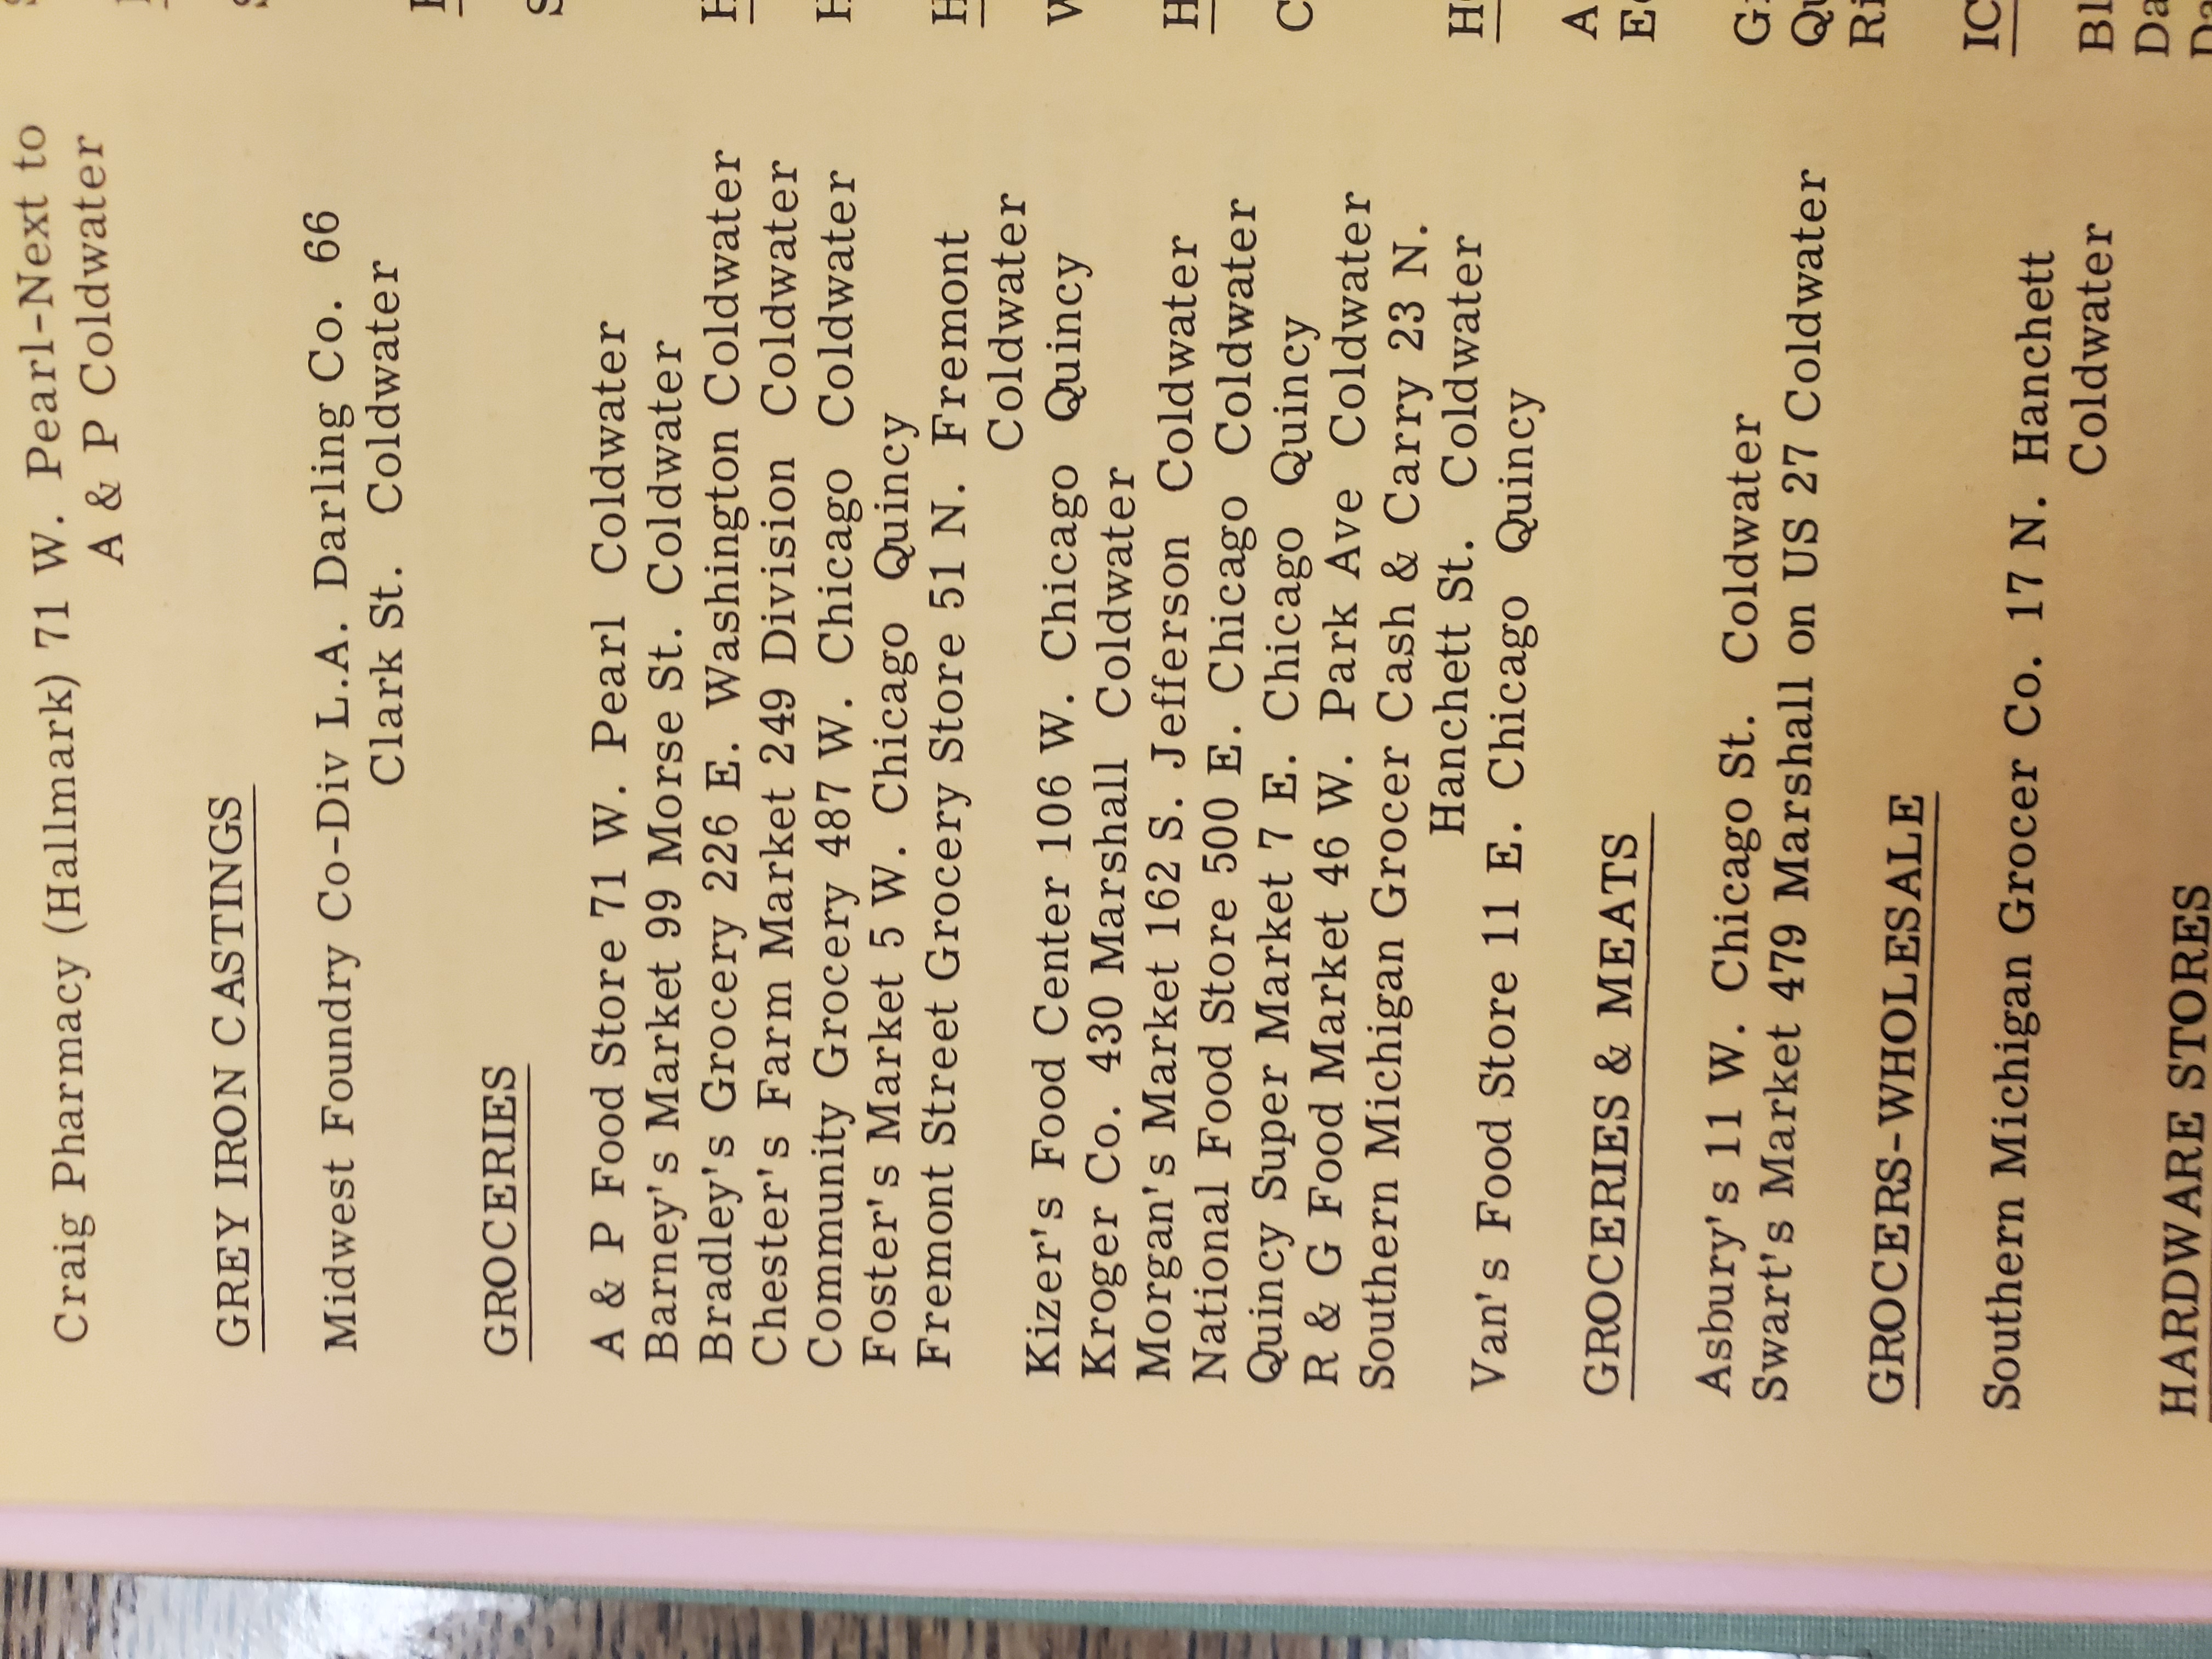 Craig Pharmacy (Hallmark) 71 W. Pearl-Next to
A & P Coldwater
GREY IRON CASTINGS
Midwest Foundry Co-Div L.A. Darling Co. 66
Clark St. Coldwater
GROCERIES
A & P Food Store 71 W. Pearl Coldwater
Barney's Market 99 Morse St. Coldwater
Bradley's Grocery 226 E. Washington Coldwater
Chester's Farm Market 249 Division Coldwater
Community Grocery 487 W. Chicago Coldwater
Foster's Market 5 W. Chicago Quincy
Fremont Street Grocery Store 51 N. Fremont
Coldwater
Kizer's Food Center 106 W. Chicago Quincy
Kroger Co. 430 Marshall Coldwater
Morgan's Market 162 S. Jefferson Coldwater
National Food Store 500 E. Chicago Coldwater
Quincy Super Market 7 E. Chicago Quincy
R & G Food Market 46 W. Park Ave Coldwater
Southern Michigan Grocer Cash & Carry 23 N.
Hanchett St. Coldwater
Van's Food Store 11 E. Chicago Quincy
GROCERIES & MEATS
Asbury's 11 W. Chicago St. Coldwater
Swart's Market 479 Marshall on US 27 Coldwater
GROCERS-WHOLESALE
Southern Michigan Grocer Co. 17 N. Hanchett
Coldwater
HARDWARE STORES